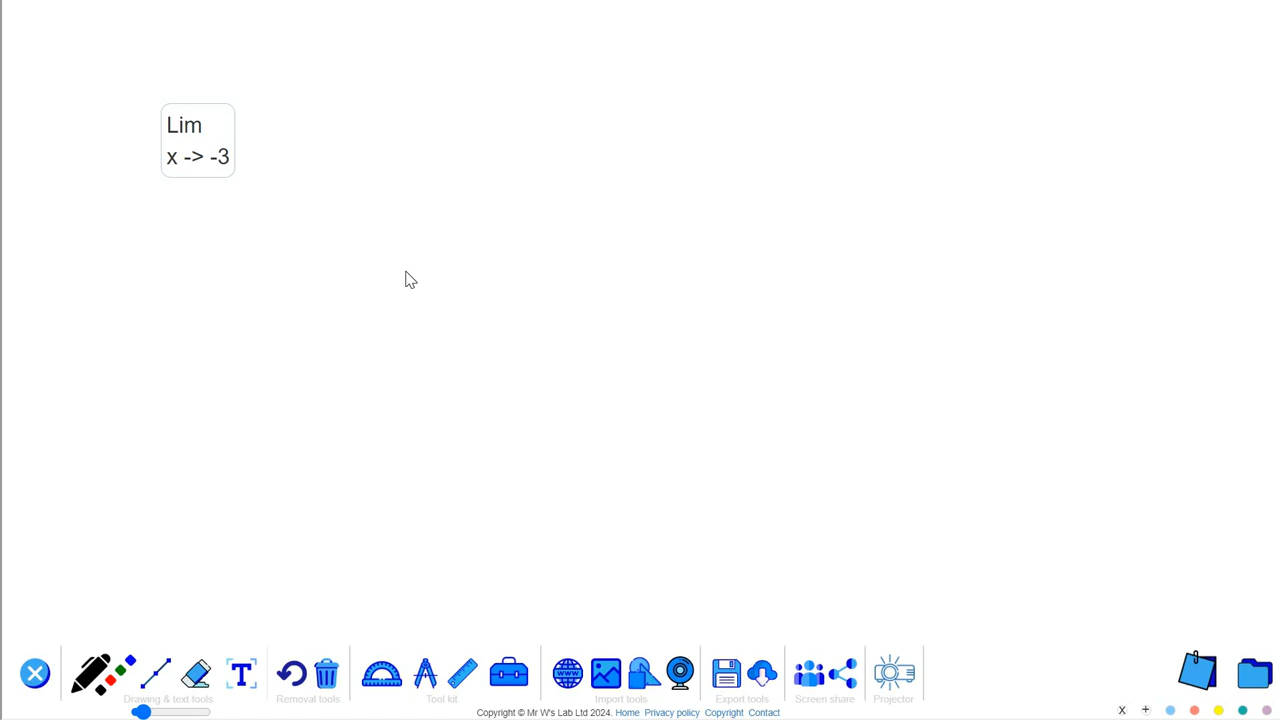 Lim
x -> -3
T
www
Drawing & text tools
Removal tools
Tool kit
Import tools
Export tools
Screen share
Projector
X +
Copyright © Mr W's Lab Ltd 2024. Home Privacy policy Copyright Contact